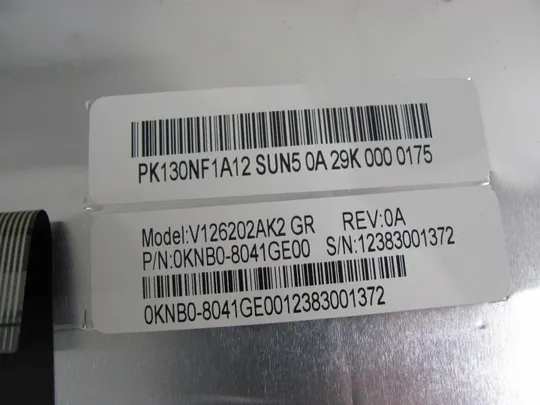 PK130NF1A12 SUN5 0A 29K 000 0175
Model:V126202AK2 GR REV:0A
P/N:0KNB0-8041GE00 S/N:12383001372
0KNB0-8041GE0012383001372